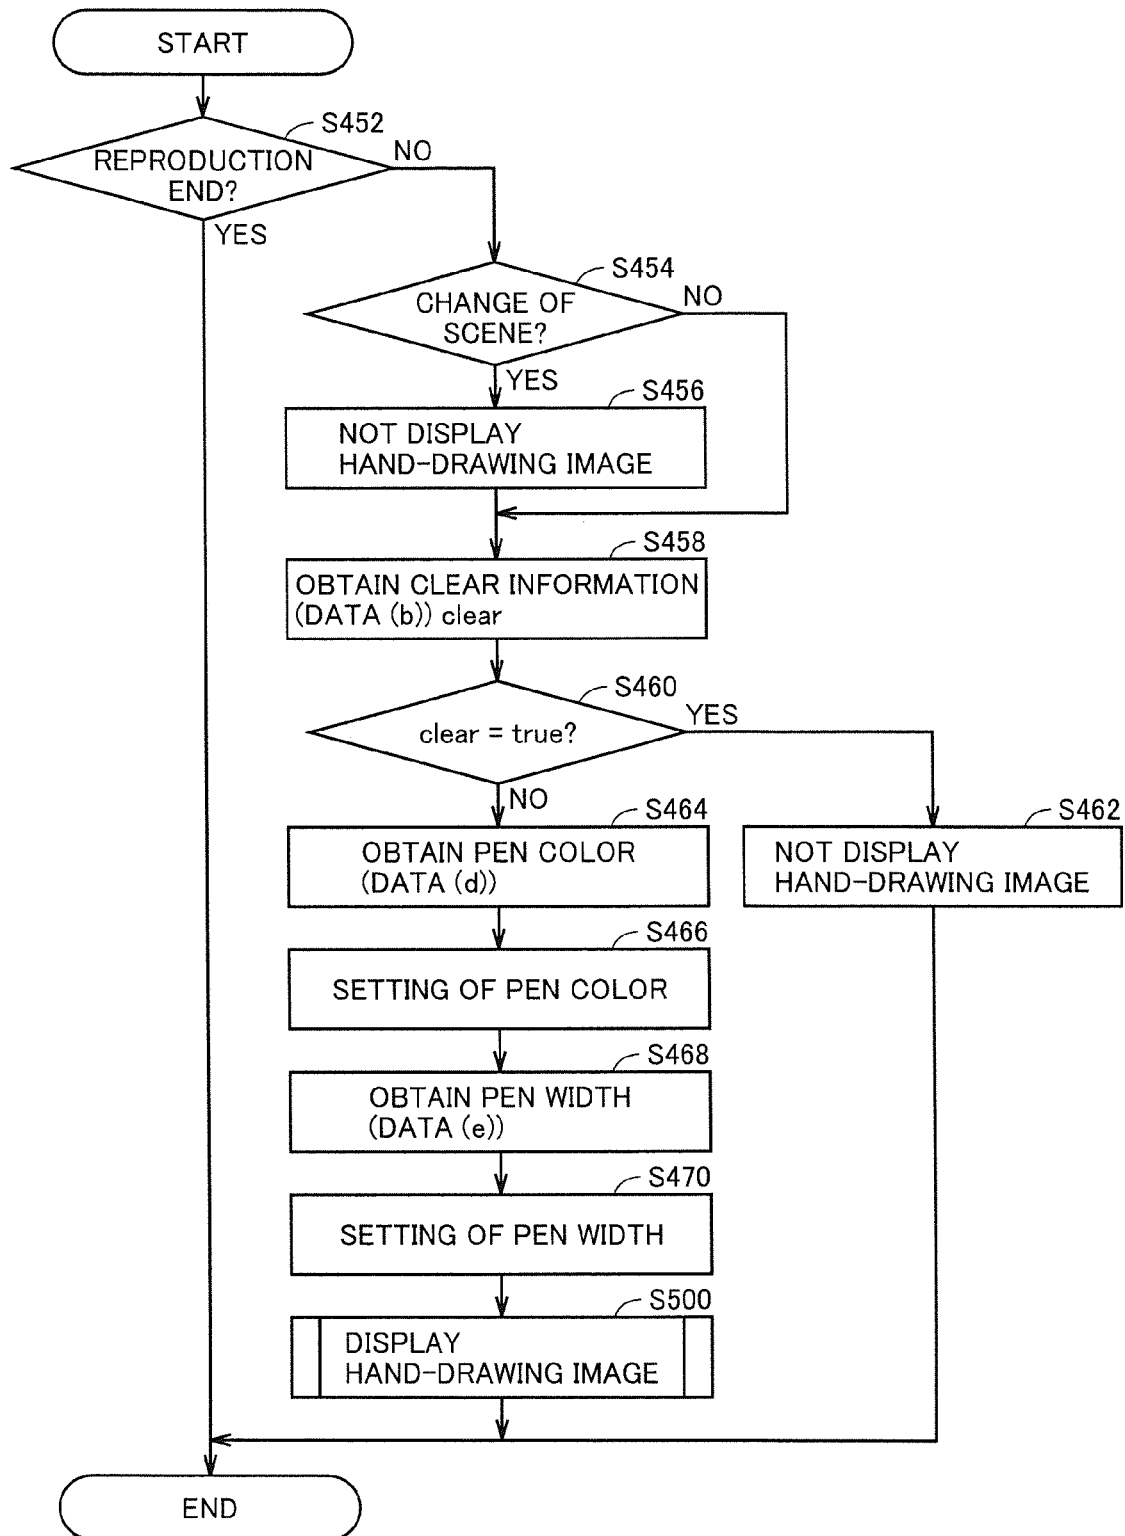 START
S452
REPRODUCTION
END?
NO
YES
S454
CHANGE OF
SCENE?
NO
YES
S456
NOT DISPLAY
HAND-DRAWING IMAGE
S458
OBTAIN CLEAR INFORMATION
(DATA (b)) clear
S460
clear = true?
YES
NO
S464
OBTAIN PEN COLOR
(DATA (d))
S462
NOT DISPLAY
HAND-DRAWING IMAGE
S466
SETTING OF PEN COLOR
S468
OBTAIN PEN WIDTH
(DATA (e))
S470
SETTING OF PEN WIDTH
S500
DISPLAY
HAND-DRAWING IMAGE
END